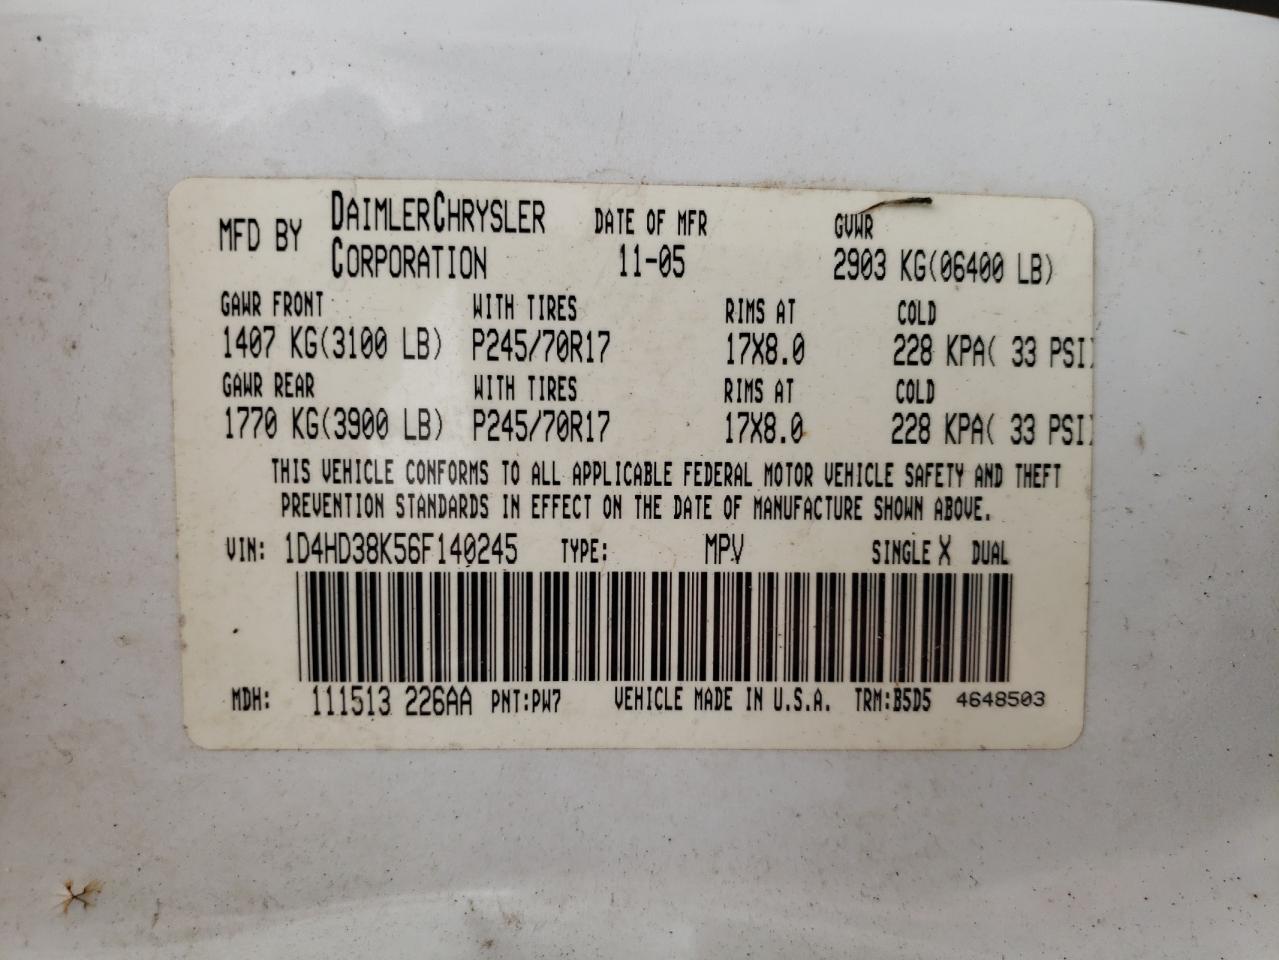 MFD BY DAIMLERCHRYSLER CORPORATION DATE OF MFR 11-05 GVWR 2903 KG(06400 LB)
GAWR FRONT WITH TIRES RIMS AT COLD
1407 KG(3100 LB) P245/70R17 17X8.0 228 KPA( 33 PSI)
GAWR REAR WITH TIRES RIMS AT COLD
1770 KG(3900 LB) P245/70R17 17X8.0 228 KPA( 33 PSI)
THIS VEHICLE CONFORMS TO ALL APPLICABLE FEDERAL MOTOR VEHICLE SAFETY AND THEFT
PREVENTION STANDARDS IN EFFECT ON THE DATE OF MANUFACTURE SHOWN ABOVE.
VIN: 1D4HD38K56F140245 TYPE: MPV SINGLE X DUAL
MDH: 111513 226AA PNT:PW7 VEHICLE MADE IN U.S.A. TRM:B5D5 4648503